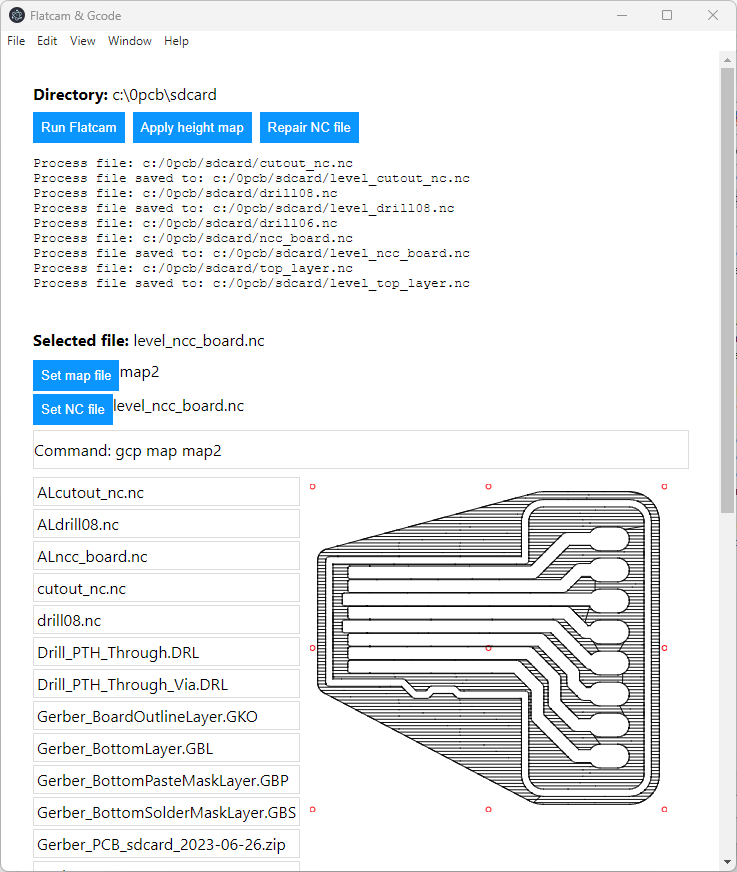 Flatcam & Gcode
File Edit View Window Help
Directory: c:\0pcb\sdcard
Run Flatcam Apply height map Repair NC file
Process file: c:/0pcb/sdcard/cutout_nc.nc
Process file saved to: c:/0pcb/sdcard/level_cutout_nc.nc
Process file: c:/0pcb/sdcard/drill08.nc
Process file saved to: c:/0pcb/sdcard/level_drill08.nc
Process file: c:/0pcb/sdcard/drill06.nc
Process file: c:/0pcb/sdcard/ncc_board.nc
Process file saved to: c:/0pcb/sdcard/level_ncc_board.nc
Process file: c:/0pcb/sdcard/top_layer.nc
Process file saved to: c:/0pcb/sdcard/level_top_layer.nc
Selected file: level_ncc_board.nc
Set map file map2
Set NC file level_ncc_board.nc
Command: gcp map map2
ALcutout_nc.nc
ALdrill08.nc
ALncc_board.nc
cutout_nc.nc
drill08.nc
Drill_PTH_Through.DRL
Drill_PTH_Through_Via.DRL
Gerber_BoardOutlineLayer.GKO
Gerber_BottomLayer.GBL
Gerber_BottomPasteMaskLayer.GBP
Gerber_BottomSolderMaskLayer.GBS
Gerber_PCB_sdcard_2023-06-26.zip